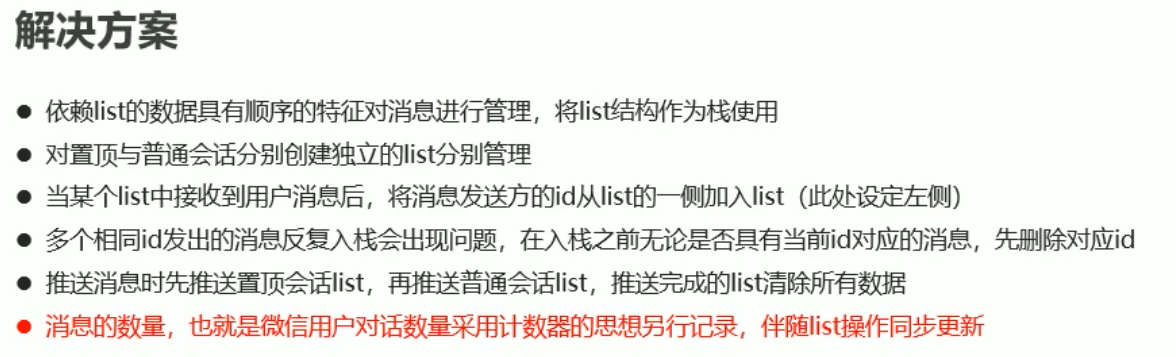 解决方案
● 依赖list的数据具有顺序的特征对消息进行管理，将list结构作为栈使用
● 对置顶与普通会话分别创建独立的list分别管理
● 当某个list中接收到用户消息后，将消息发送方的id从list的一侧加入list（此处设定左侧）
● 多个相同id发出的消息反复入栈会出现问题，在入栈之前无论是否具有当前id对应的消息，先删除对应id
● 推送消息时先推送置顶会话list，再推送普通会话list，推送完成的list清除所有数据
● 消息的数量，也就是微信用户对话数量采用计数器的思想另行记录，伴随list操作同步更新